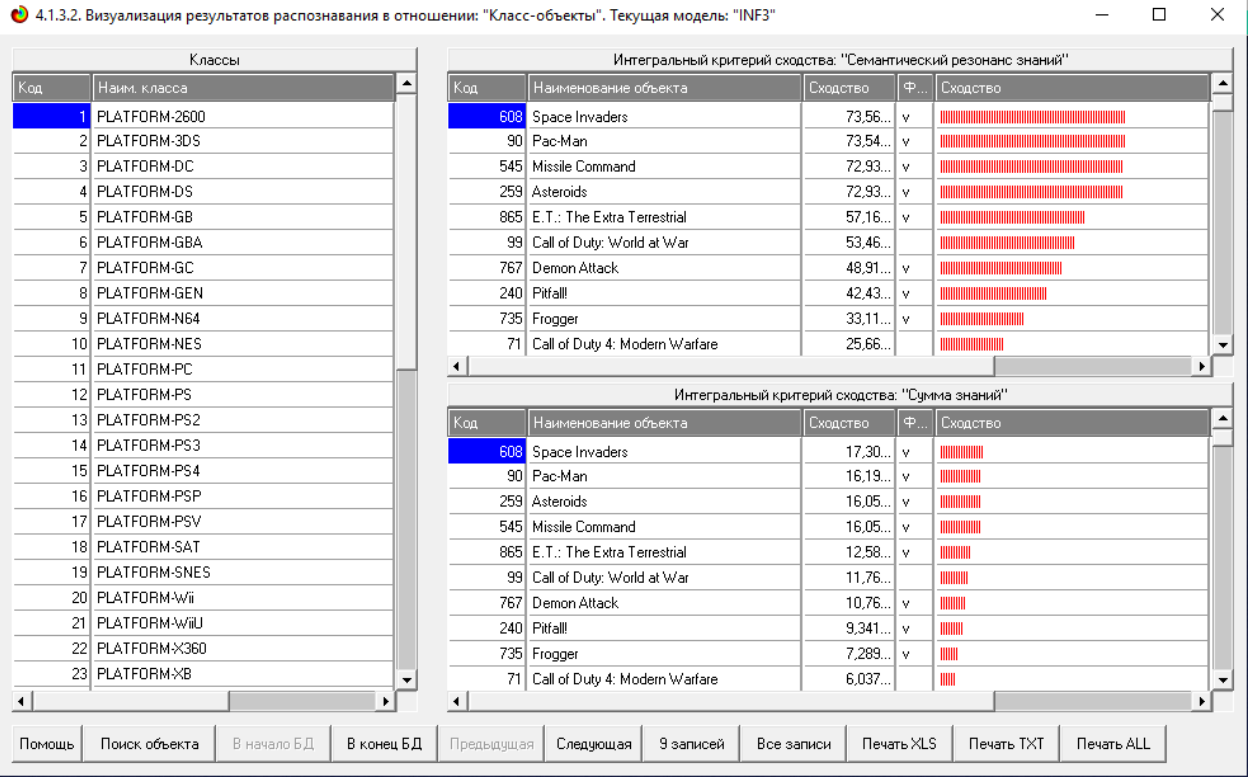 4.1.3.2. Визуализация результатов распознавания в отношении: "Класс-объекты". Текущая модель: "INF3"
Классы
Код Наим. класса
1 PLATFORM-2600
2 PLATFORM-3DS
3 PLATFORM-DC
4 PLATFORM-DS
5 PLATFORM-GB
6 PLATFORM-GBA
7 PLATFORM-GC
8 PLATFORM-GEN
9 PLATFORM-N64
10 PLATFORM-NES
11 PLATFORM-PC
12 PLATFORM-PS
13 PLATFORM-PS2
14 PLATFORM-PS3
15 PLATFORM-PS4
16 PLATFORM-PSP
17 PLATFORM-PSV
18 PLATFORM-SAT
19 PLATFORM-SNES
20 PLATFORM-Wii
21 PLATFORM-WiiU
22 PLATFORM-X360
23 PLATFORM-XB
Интегральный критерий сходства: "Семантический резонанс знаний"
Код Наименование объекта Сходство Ф... Сходство
608 Space Invaders 73,56... v
90 Pac-Man 73,54... v
545 Missile Command 72,93... v
259 Asteroids 72,93... v
865 E.T.: The Extra Terrestrial 57,16... v
99 Call of Duty: World at War 53,46...
767 Demon Attack 48,91... v
240 Pitfall! 42,43... v
735 Frogger 33,11... v
71 Call of Duty 4: Modern Warfare 25,66...
Интегральный критерий сходства: "Сумма знаний"
Код Наименование объекта Сходство Ф... Сходство
608 Space Invaders 17,30... v
90 Pac-Man 16,19... v
259 Asteroids 16,05... v
545 Missile Command 16,05... v
865 E.T.: The Extra Terrestrial 12,58... v
99 Call of Duty: World at War 11,76...
767 Demon Attack 10,76... v
240 Pitfall! 9,341... v
735 Frogger 7,289... v
71 Call of Duty 4: Modern Warfare 6,037...
Помощь Поиск объекта В начало БД В конец БД Предыдущая Следующая 9 записей Все записи Печать XLS Печать TXT Печать ALL